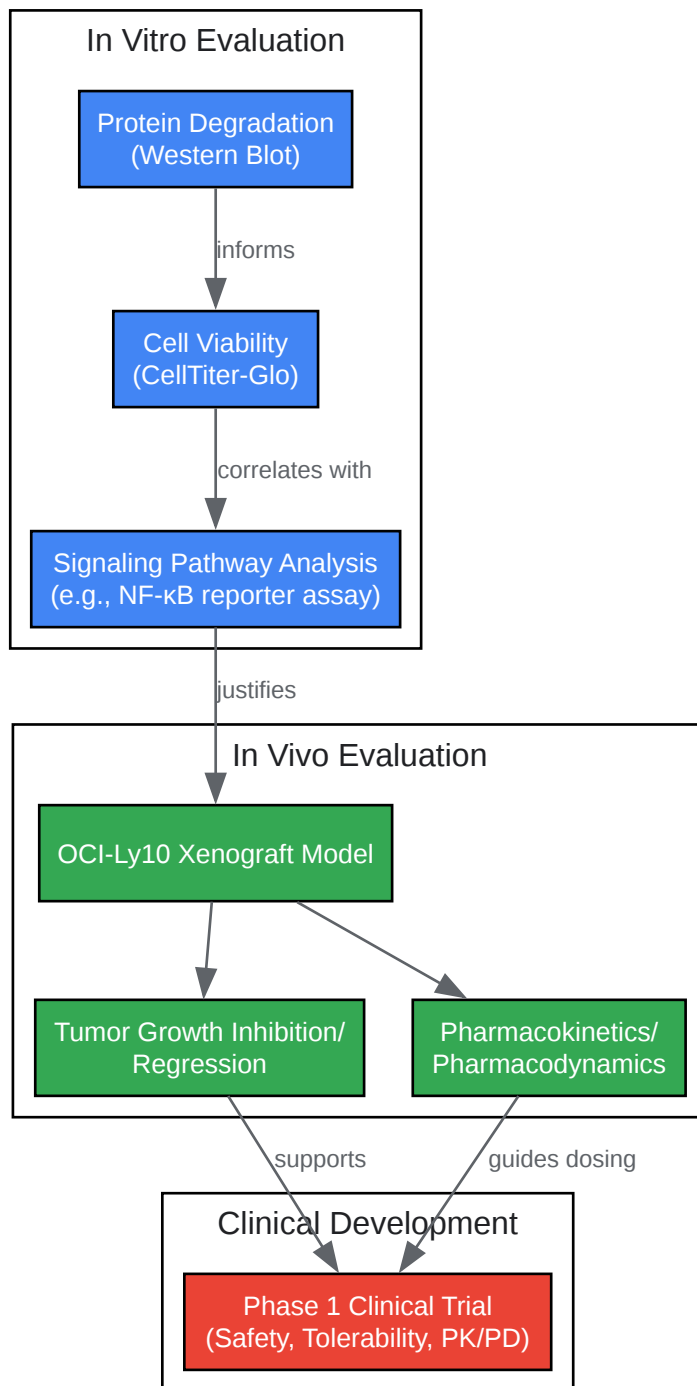 In Vitro Evaluation
Protein Degradation
(Western Blot)
informs
Cell Viability
(CellTiter-Glo)
correlates with
Signaling Pathway Analysis
(e.g., NF-κB reporter assay)
justifies
In Vivo Evaluation
OCI-Ly10 Xenograft Model
Tumor Growth Inhibition/
Regression
Pharmacokinetics/
Pharmacodynamics
supports
guides dosing
Clinical Development
Phase 1 Clinical Trial
(Safety, Tolerability, PK/PD)